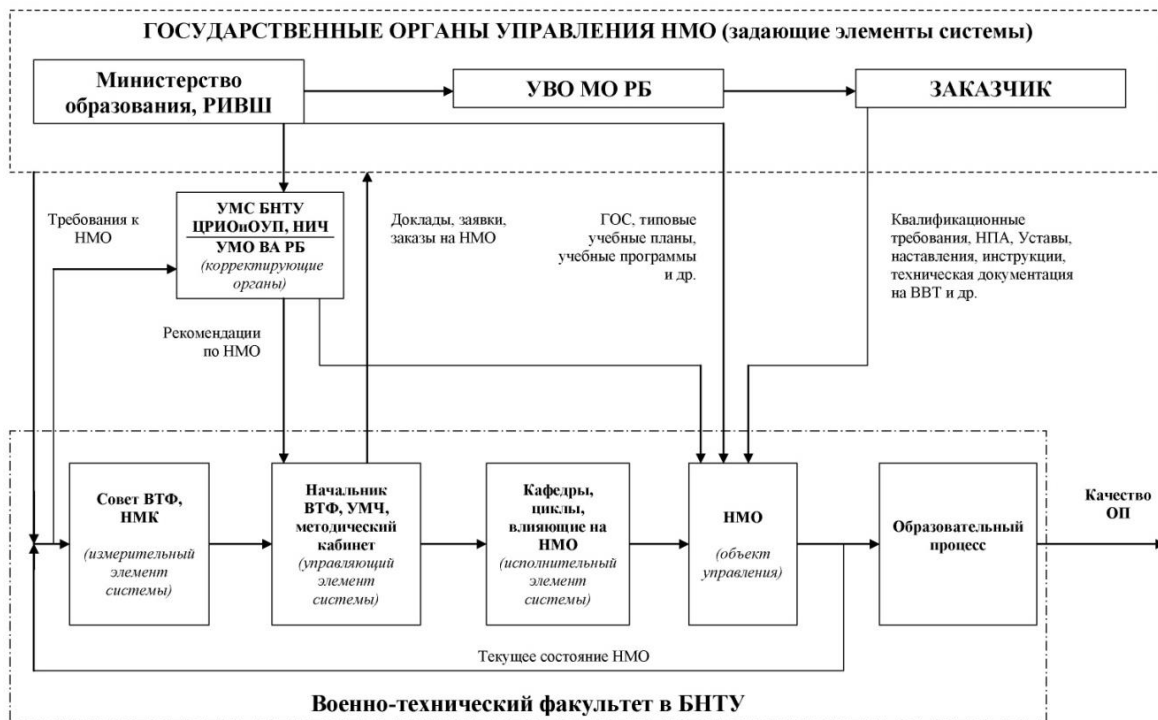 ГОСУДАРСТВЕННЫЕ ОРГАНЫ УПРАВЛЕНИЯ НМО (задающие элементы системы)
Министерство
образования, РИВШ
УВО МО РБ
ЗАКАЗЧИК
Требования к
НМО
УМС БНТУ
ЦРИОиОУП, НИЧ
УМО ВА РБ
(корректирующие
органы)
Доклады, заявки,
заказы на НМО
ГОС, типовые
учебные планы,
учебные программы
и др.
Квалификационные
требования, НПА, Уставы,
наставления, инструкции,
техническая документация
на ВВТ и др.
Рекомендации
по НМО
Совет ВТФ,
НМК
(измерительный
элемент
системы)
Начальник
ВТФ, УМЧ,
методический
кабинет
(управляющий
элемент
системы)
Кафедры,
циклы,
влияющие на
НМО
(исполнительный
элемент
системы)
НМО
(объект
управления)
Образовательный
процесс
Качество
ОП
Текущее состояние НМО
Военно-технический факультет в БНТУ